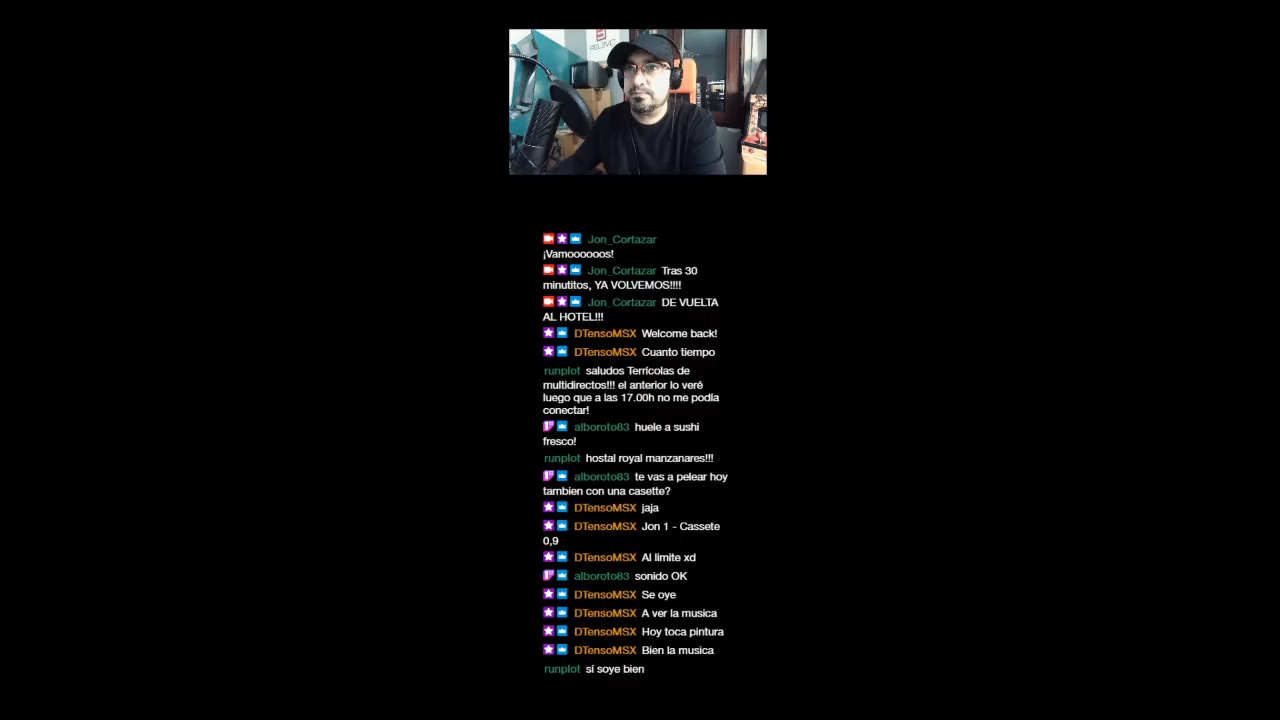 RELEVO
Jon_Cortazar
¡Vamoooooos!
Jon_Cortazar Tras 30
minutitos, YA VOLVEMOS!!!!
Jon_Cortazar DE VUELTA
AL HOTEL!!!
DTensoMSX Welcome back!
DTensoMSX Cuanto tiempo
runplot saludos Terrícolas de
multidirectos!!! el anterior lo veré
luego que a las 17.00h no me podía
conectar!
alboroto83 huele a sushi
fresco!
runplot hostal royal manzanares!!!
alboroto83 te vas a pelear hoy
tambien con una casette?
DTensoMSX jaja
DTensoMSX Jon 1 - Cassete
0,9
DTensoMSX Al limite xd
alboroto83 sonido OK
DTensoMSX Se oye
DTensoMSX A ver la musica
DTensoMSX Hoy toca pintura
DTensoMSX Bien la musica
runplot sí soye bien